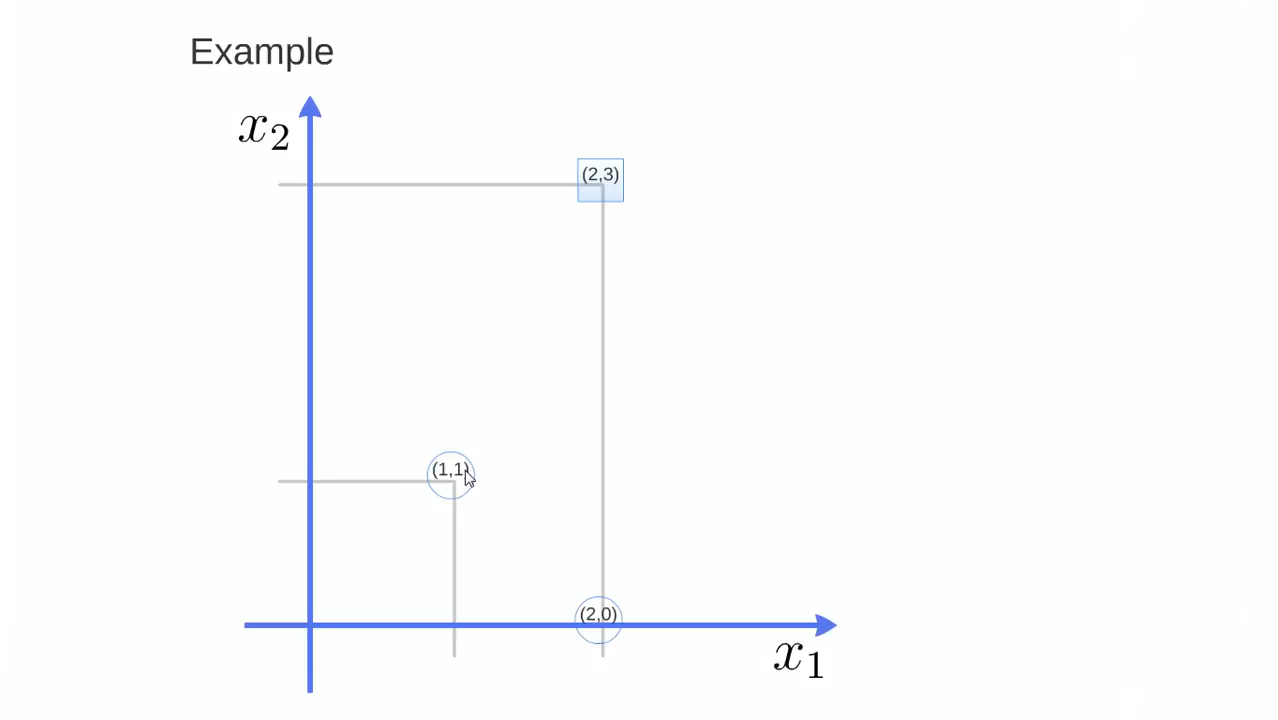 Example
x₂
(2,3)
(1,1)
(2,0)
x₁